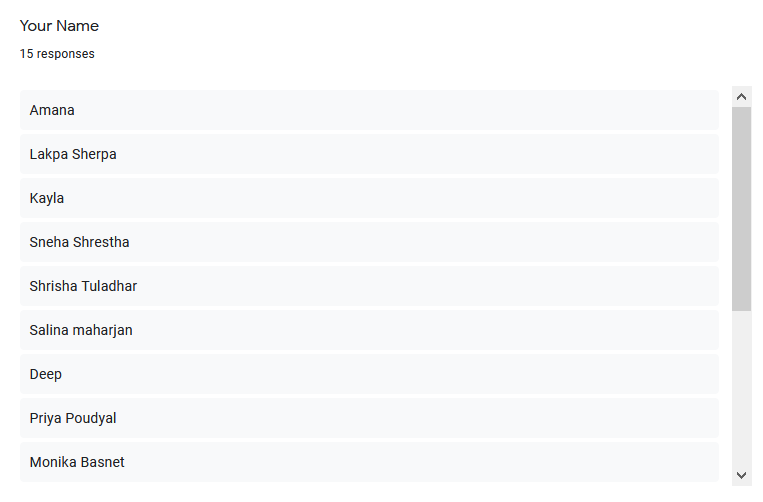 Your Name
15 responses
Amana
Lakpa Sherpa
Kayla
Sneha Shrestha
Shrisha Tuladhar
Salina maharjan
Deep
Priya Poudyal
Monika Basnet